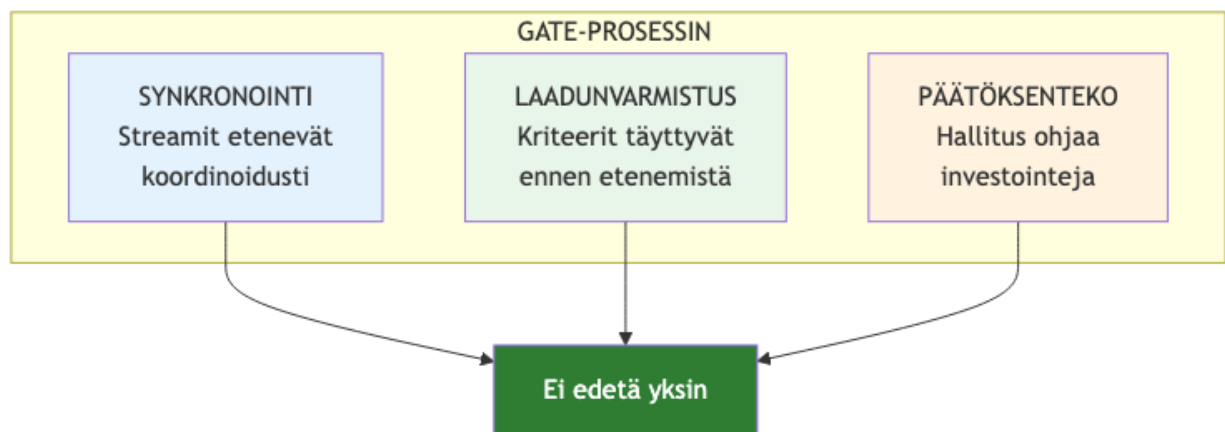 GATE-PROSESSIN
SYNKRONOINTI
Streamit etenevät
koordinoidusti
LAADUNVARMISTUS
Kriteerit täyttyvät
ennen etenemistä
PÄÄTÖKSENTEKO
Hallitus ohjaa
investointeja
Ei edetä yksin